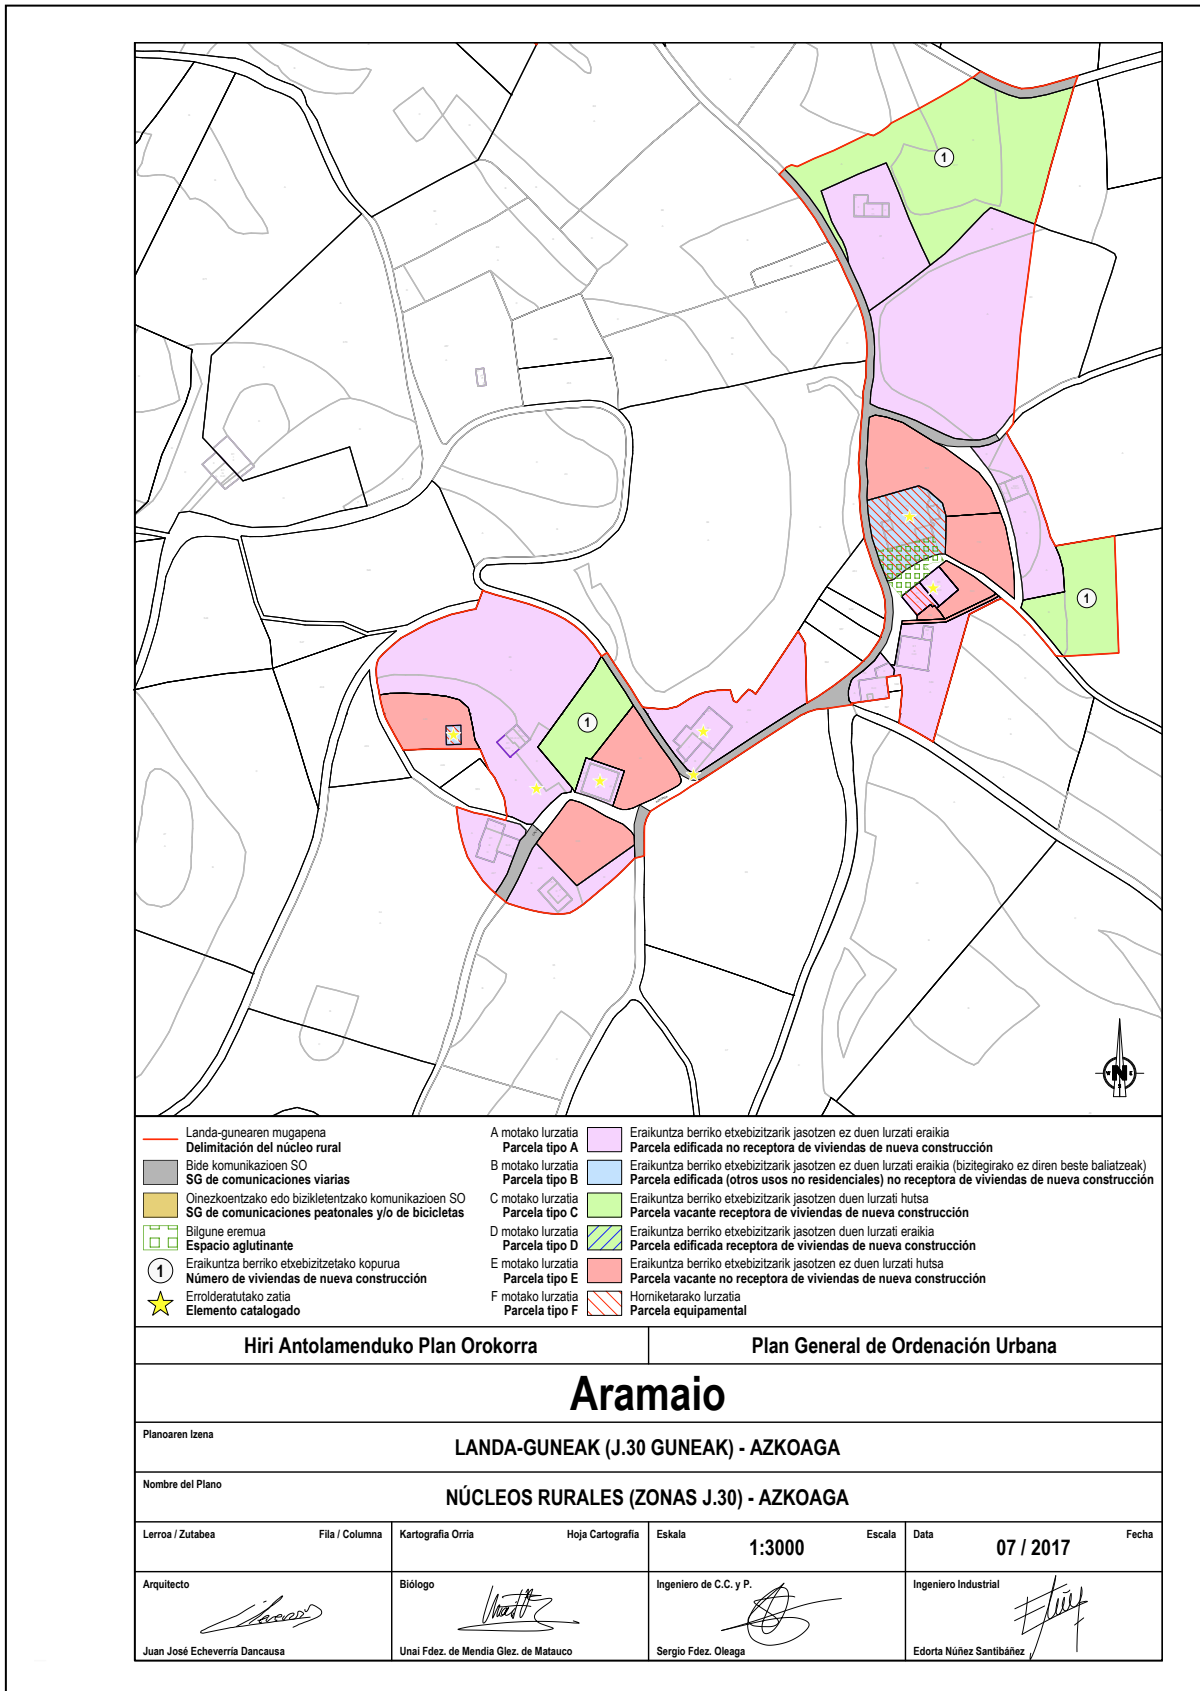 1
1
1
N
Landa-gunearen mugapena
Delimitación del núcleo rural
Bide komunikazioen SO
SG de comunicaciones viarias
Oinezkoentzako edo bizikletentzako komunikazioen SO
SG de comunicaciones peatonales y/o de bicicletas
Bilgune eremua
Espacio aglutinante
1
Eraikuntza berriko etxebizitzetako kopurua
Número de viviendas de nueva construcción
Errolderatutako zatia
Elemento catalogado
A motako lurzatia
Parcela tipo A
Eraikuntza berriko etxebizitzarik jasotzen ez duen lurzati eraikia
Parcela edificada no receptora de viviendas de nueva construcción
B motako lurzatia
Parcela tipo B
Eraikuntza berriko etxebizitzarik jasotzen ez duen lurzati eraikia (bizitegirako ez diren beste baliatzeak)
Parcela edificada (otros usos no residenciales) no receptora de viviendas de nueva construcción
C motako lurzatia
Parcela tipo C
Eraikuntza berriko etxebizitzarik jasotzen duen lurzati hutsa
Parcela vacante receptora de viviendas de nueva construcción
D motako lurzatia
Parcela tipo D
Eraikuntza berriko etxebizitzarik jasotzen duen lurzati eraikia
Parcela edificada receptora de viviendas de nueva construcción
E motako lurzatia
Parcela tipo E
Eraikuntza berriko etxebizitzarik jasotzen ez duen lurzati hutsa
Parcela vacante no receptora de viviendas de nueva construcción
F motako lurzatia
Parcela tipo F
Horniketarako lurzatia
Parcela equipamental
Hiri Antolamenduko Plan Orokorra
Plan General de Ordenación Urbana
Aramaio
Planoaren Izena
LANDA-GUNEAK (J.30 GUNEAK) - AZKOAGA
Nombre del Plano
NÚCLEOS RURALES (ZONAS J.30) - AZKOAGA
Lerroa / Zutabea Fila / Columna
Kartografia Orria Hoja Cartografia
Eskala Escala
1:3000
Data Fecha
07 / 2017
Arquitecto
Juan José Echeverría Dancausa
Biólogo
Unai Fdez. de Mendia Glez. de Matauco
Ingeniero de C.C. y P.
Sergio Fdez. Oleaga
Ingeniero Industrial
Edorta Núñez Santibáñez